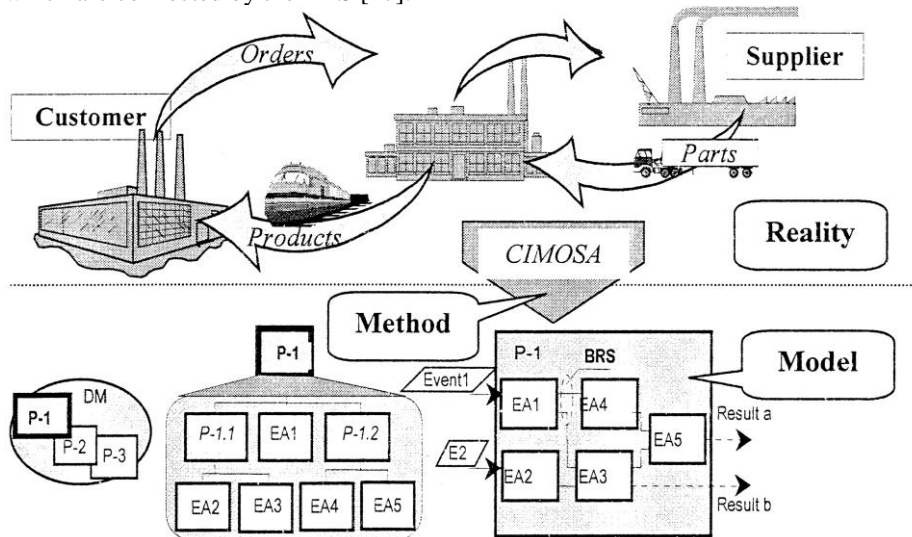 Orders
Supplier
Customer
Parts
Products
Reality
CIMOSA
Method
P-1
P-1
BRS
Model
Event1
DM
P-1
P-1.1
EA1
P-1.2
EA1
EA4
Result a
P-2
P-3
E2
EA5
EA2
EA3
EA4
EA5
EA2
EA3
Result b